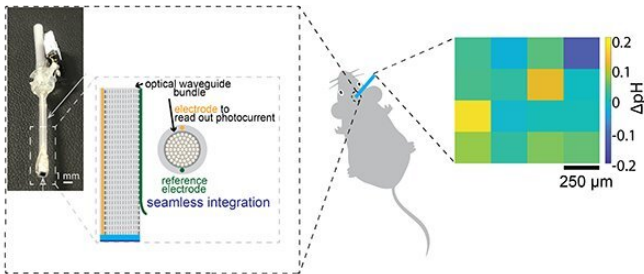 optical waveguide
bundle
electrode to
read out photocurrent
reference
electrode
seamless integration
1 mm
0.2
0.1
0
-0.1
-0.2
ΔpH
250 μm